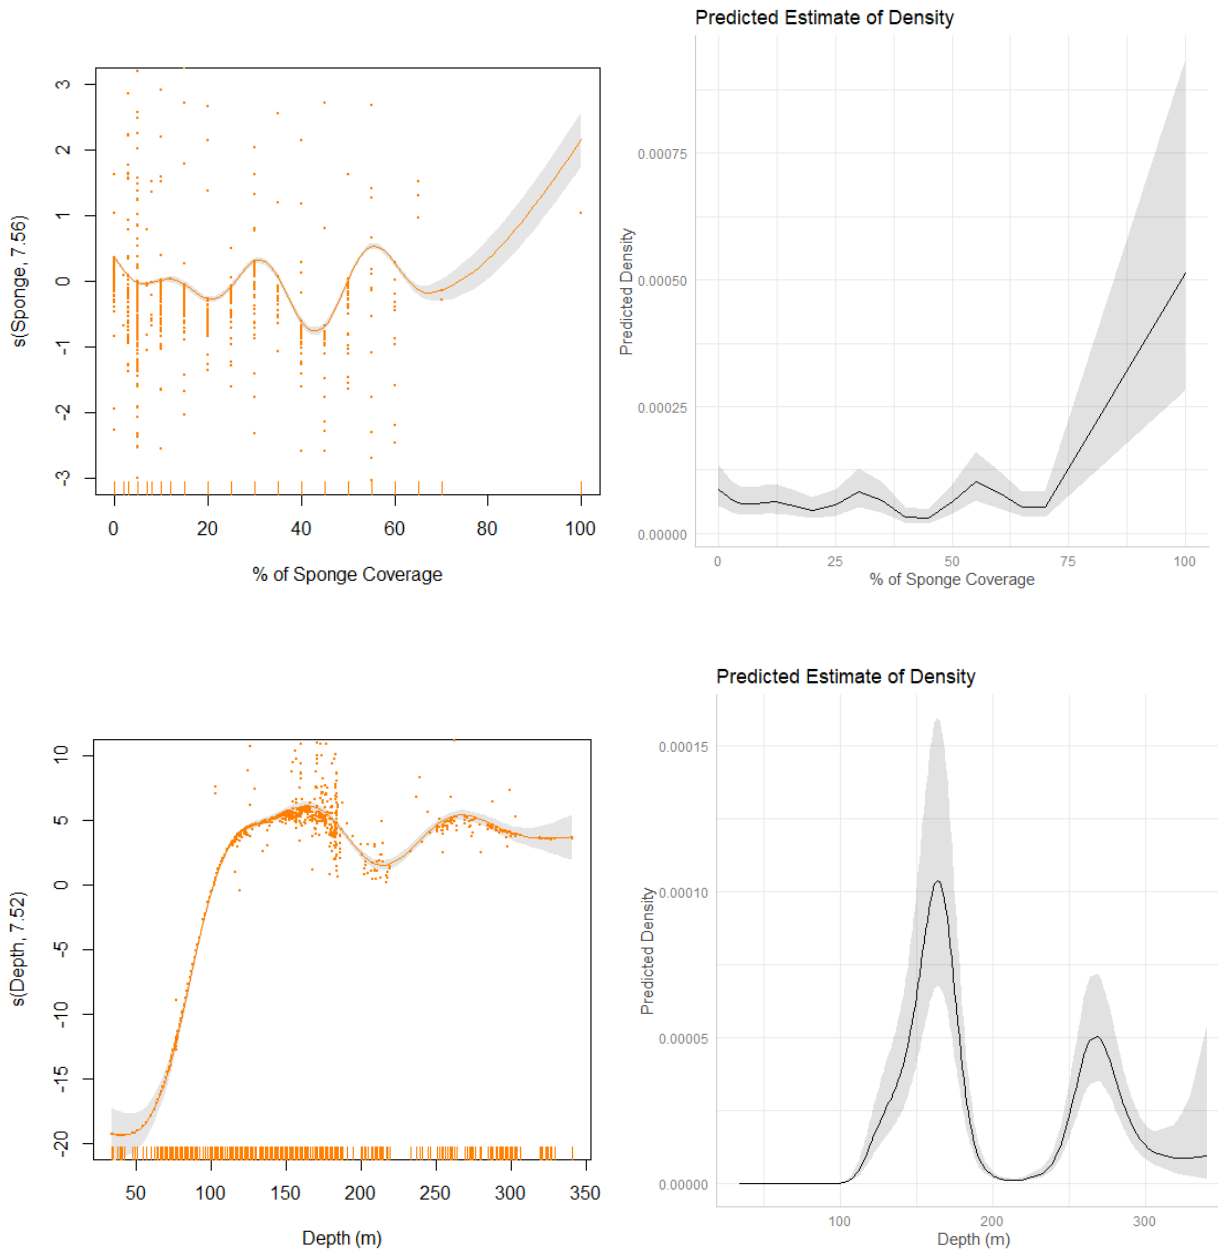 Predicted Estimate of Density
3
2
1
0
-1
-2
-3
s(Sponge, 7.56)
0 20 40 60 80 100
% of Sponge Coverage
0.00075
0.00050
0.00025
0.00000
Predicted Density
0 25 50 75 100
% of Sponge Coverage
Predicted Estimate of Density
10
5
0
-5
-10
-15
-20
s(Depth, 7.52)
50 100 150 200 250 300 350
Depth (m)
0.00015
0.00010
0.00005
0.00000
Predicted Density
100 200 300
Depth (m)